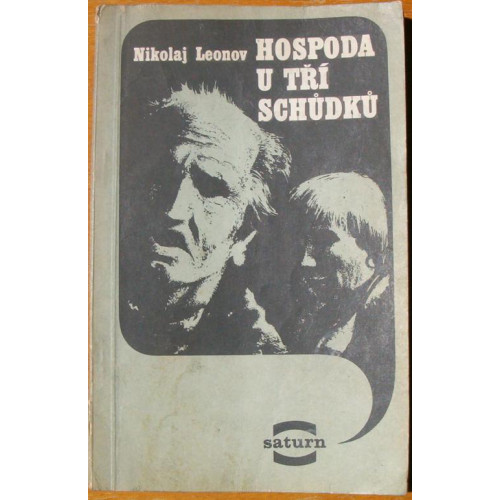 Nikolaj Leonov
HOSPODA
U TŘÍ
SCHŮDKŮ
saturn